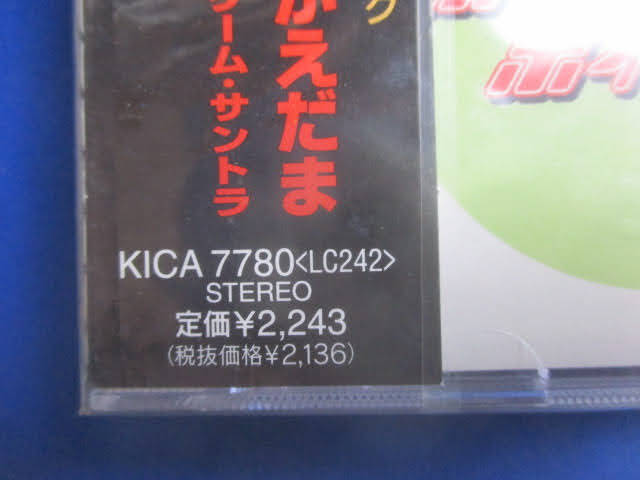 がえだま
ーム・サントラ
KICA 7780<LC242>
STEREO
定価¥2,243
(税抜価格¥2,136)